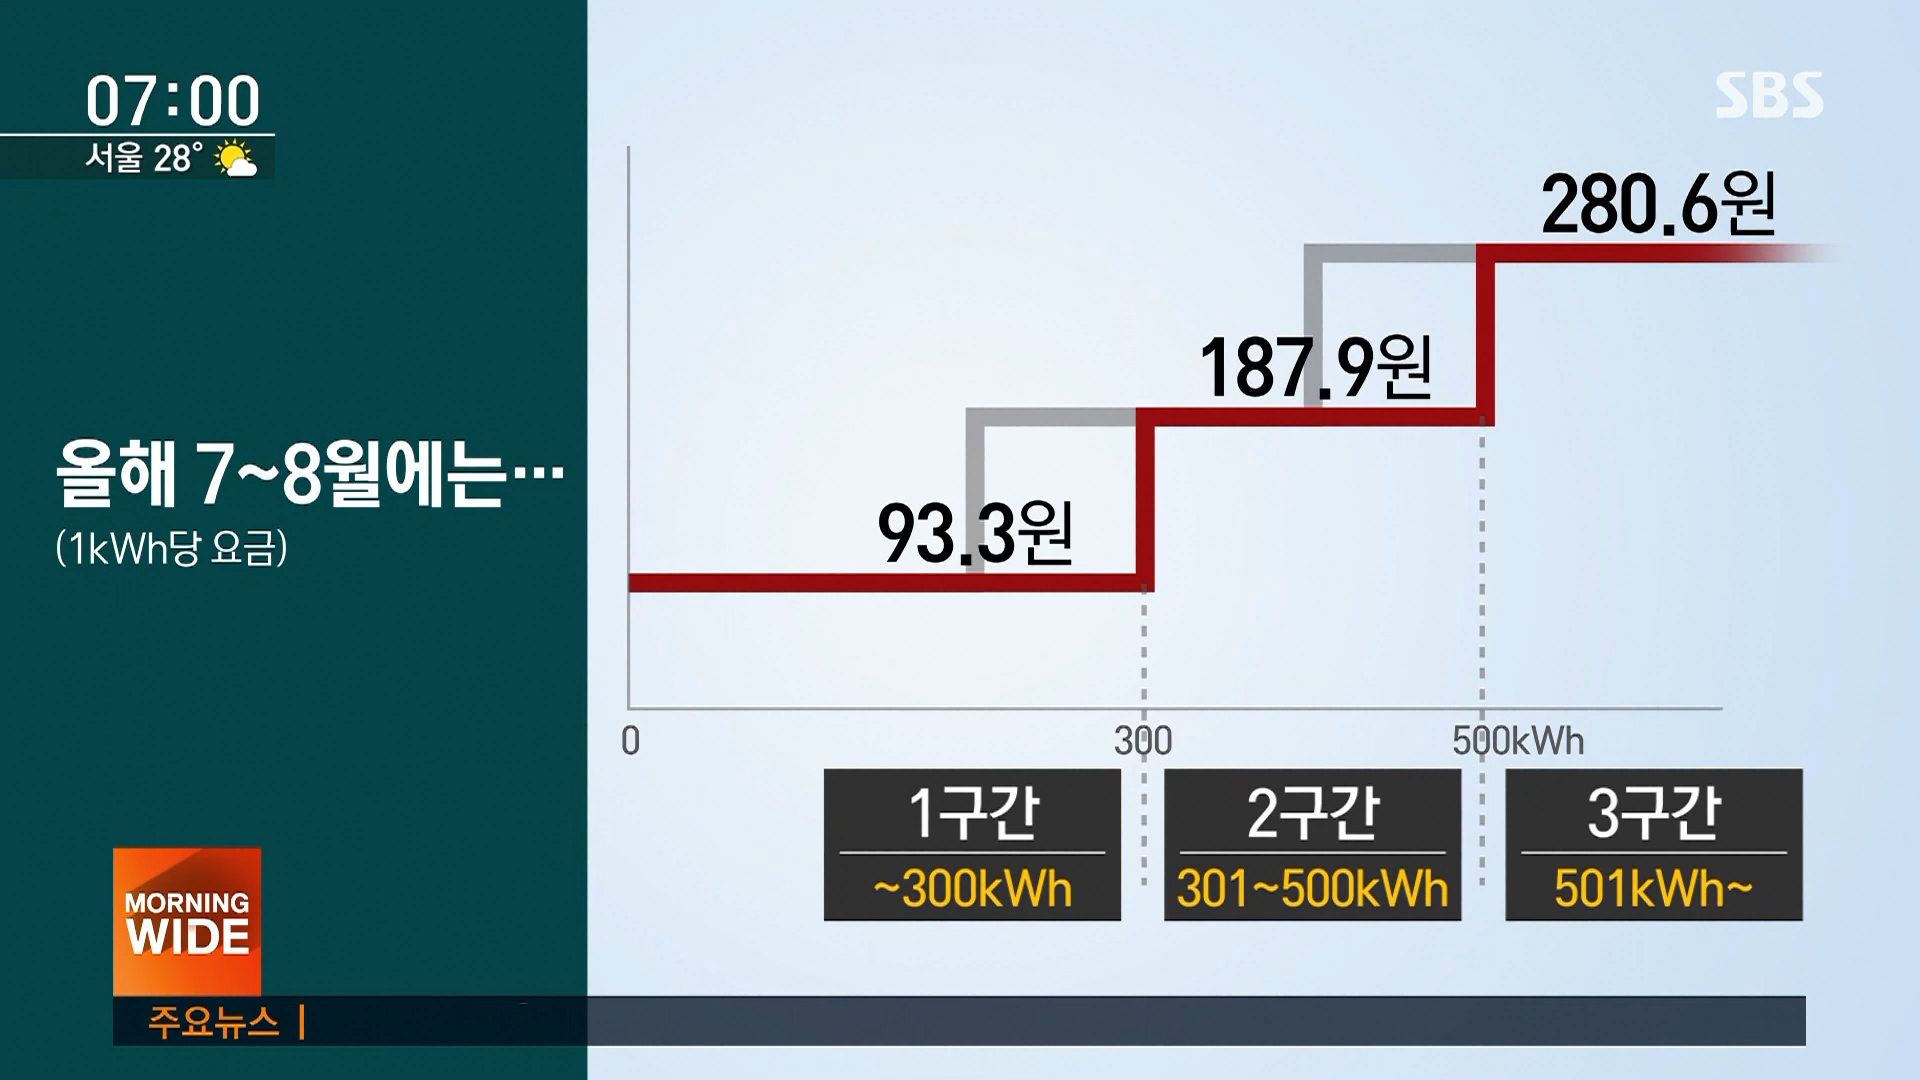 07:00
서울 28°
SBS
올해 7~8월에는…
(1kWh당 요금)
280.6원
187.9원
93.3원
0
300
500kWh
1구간
~300kWh
2구간
301~500kWh
3구간
501kWh~
MORNING
WIDE
주요뉴스 |